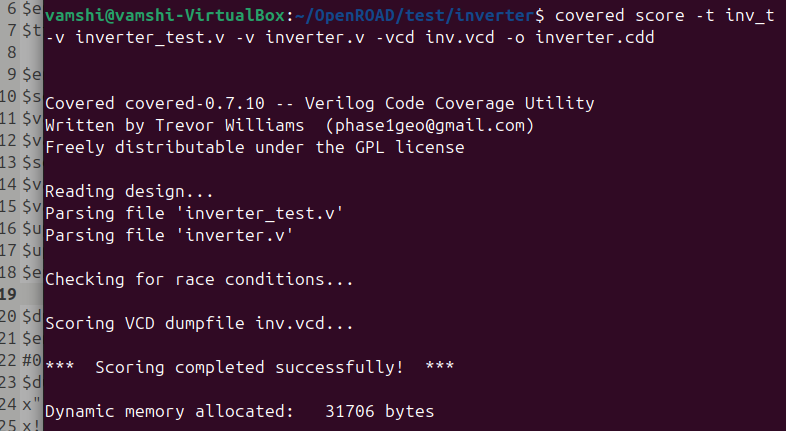 6 $e
7 $t
8
9 $e
10 $s
11 $v
12 $v
13 $s
14 $v
15 $v
16 $u
17 $u
18 $e
19
20 $d
21 $e
22 #0
23 $d
24 x"
25 x!
vamshi@vamshi-VirtualBox:~/OpenROAD/test/inverter$ covered score -t inv_t
-v inverter_test.v -v inverter.v -vcd inv.vcd -o inverter.cdd
Covered covered-0.7.10 -- Verilog Code Coverage Utility
Written by Trevor Williams  (phase1geo@gmail.com)
Freely distributable under the GPL license
Reading design...
Parsing file 'inverter_test.v'
Parsing file 'inverter.v'
Checking for race conditions...
Scoring VCD dumpfile inv.vcd...
***  Scoring completed successfully!  ***
Dynamic memory allocated:   31706 bytes